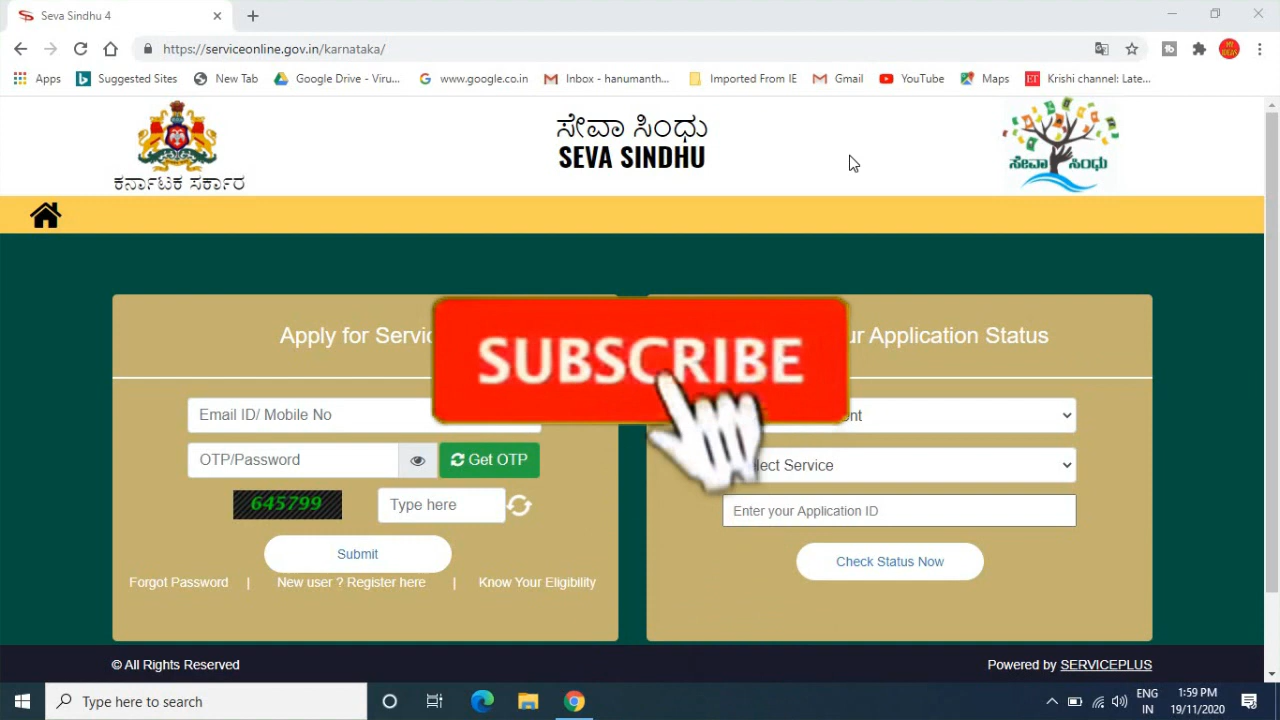 Seva Sindhu 4
https://serviceonline.gov.in/karnataka/
Apps
Suggested Sites
New Tab
Google Drive - Viru...
www.google.co.in
Inbox - hanumanth...
Imported From IE
Gmail
YouTube
Maps
Krishi channel: Late...
ಕರ್ನಾಟಕ ಸರ್ಕಾರ
ಸೇವಾ ಸಿಂಧು
SEVA SINDHU
ಸೇವಾ ಸಿಂಧು
Apply for Servic
SUBSCRIBE
ur Application Status
Email ID/ Mobile No
OTP/Password
Get OTP
645799
Type here
Submit
Forgot Password | New user ? Register here | Know Your Eligibility
ent
lect Service
Enter your Application ID
Check Status Now
© All Rights Reserved
Powered by SERVICEPLUS
Type here to search
ENG
IN
1:59 PM
19/11/2020